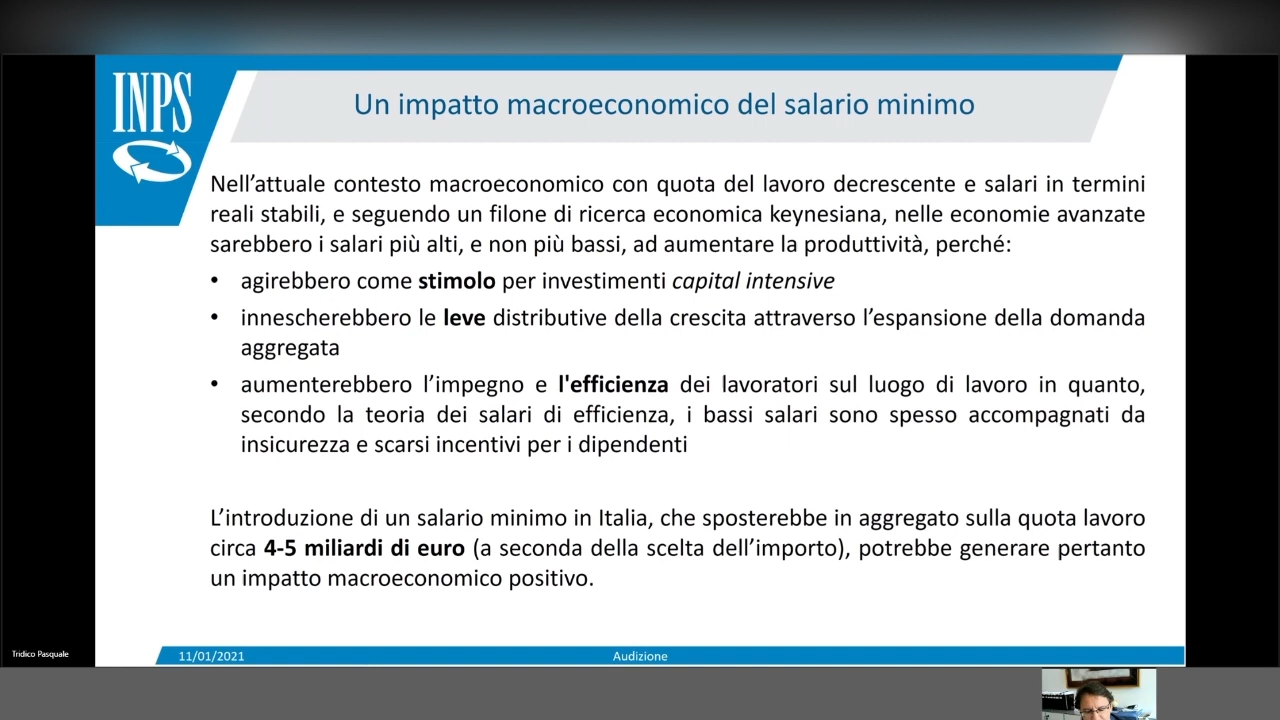 INPS
Un impatto macroeconomico del salario minimo
Nell’attuale contesto macroeconomico con quota del lavoro decrescente e salari in termini
reali stabili, e seguendo un filone di ricerca economica keynesiana, nelle economie avanzate
sarebbero i salari più alti, e non più bassi, ad aumentare la produttività, perché:
• agirebbero come stimolo per investimenti capital intensive
• innescherebbero le leve distributive della crescita attraverso l’espansione della domanda
aggregata
• aumenterebbero l’impegno e l'efficienza dei lavoratori sul luogo di lavoro in quanto,
secondo la teoria dei salari di efficienza, i bassi salari sono spesso accompagnati da
insicurezza e scarsi incentivi per i dipendenti
L’introduzione di un salario minimo in Italia, che sposterebbe in aggregato sulla quota lavoro
circa 4-5 miliardi di euro (a seconda della scelta dell’importo), potrebbe generare pertanto
un impatto macroeconomico positivo.
Tridico Pasquale
11/01/2021
Audizione